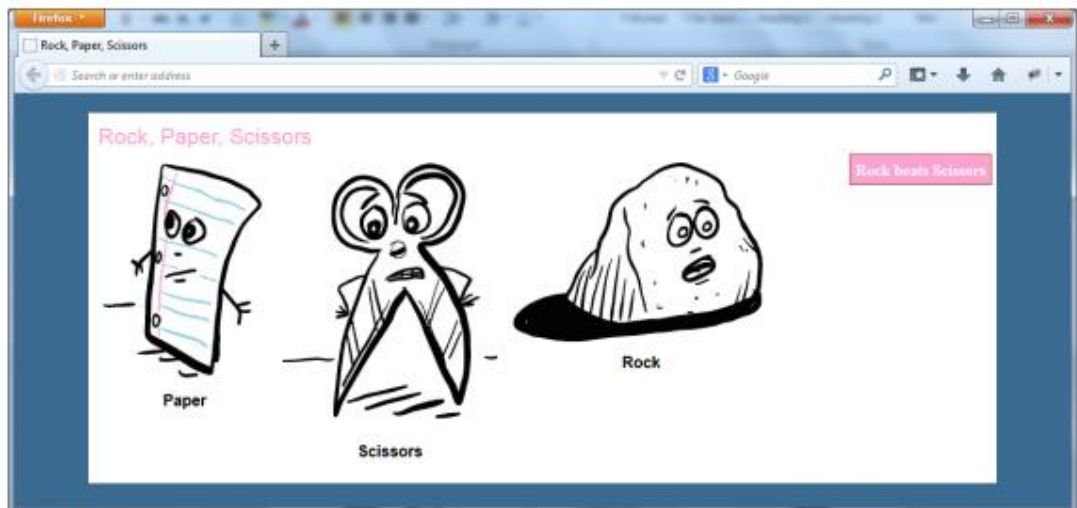 Firefox
Rock, Paper, Scissors
Search or enter address
Google
Rock, Paper, Scissors
Rock beats Scissors
Rock
Paper
Scissors